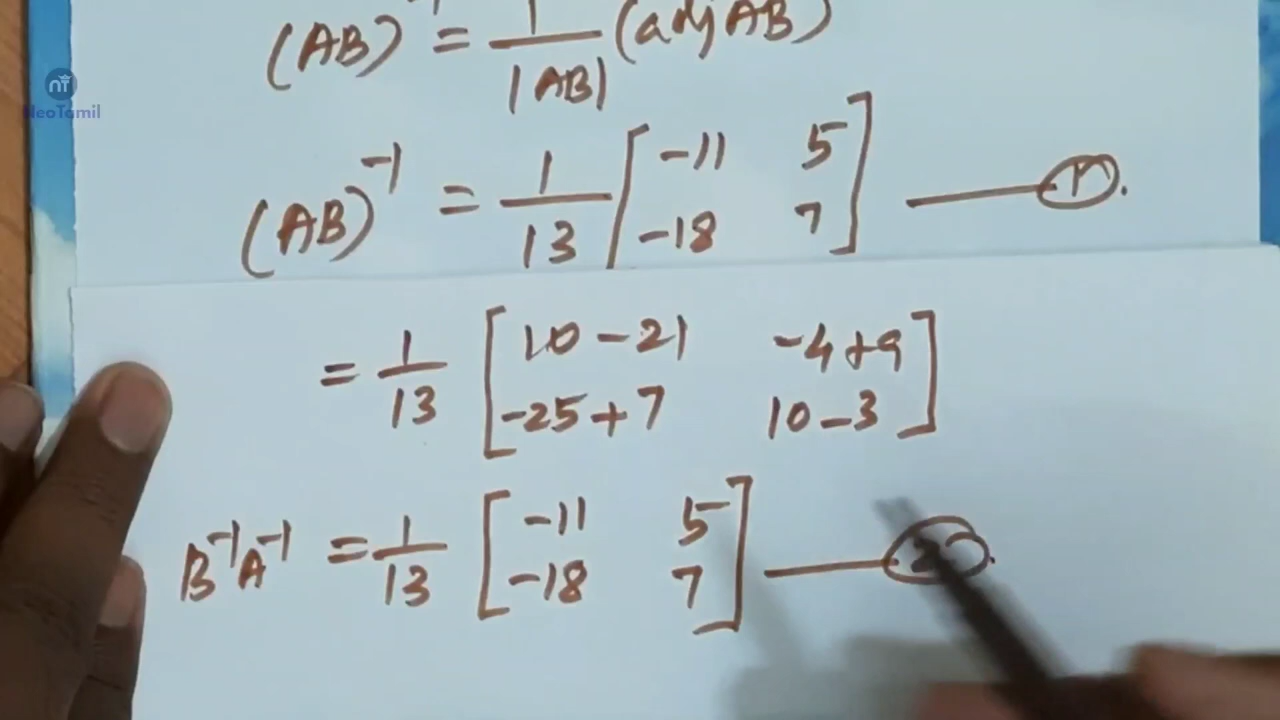 (AB)⁻¹ = 1/|AB| (adj AB)
NeoTamil
(AB)⁻¹ = 1/13 [-11 5; -18 7] —— (1)
= 1/13 [10-21 -4+9; -25+7 10-3]
B⁻¹A⁻¹ = 1/13 [-11 5; -18 7] —— (2)